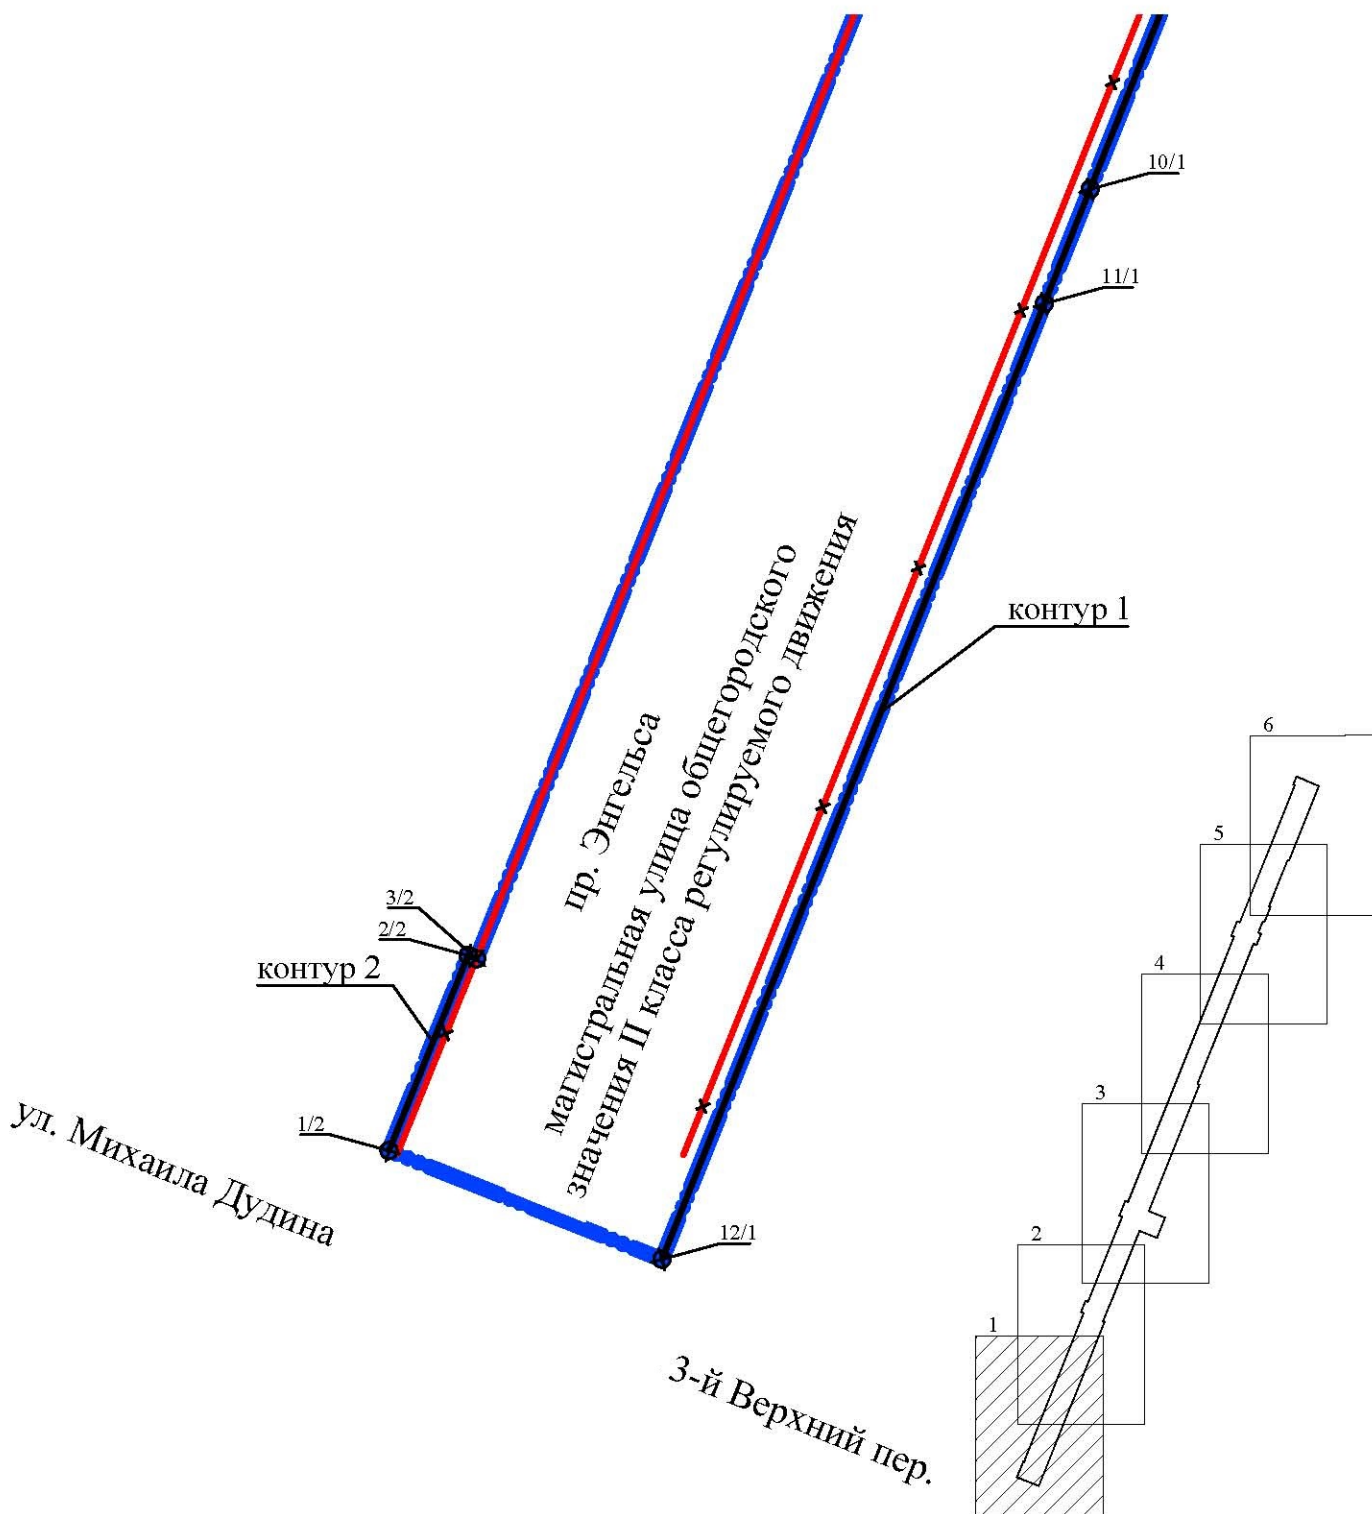 10/1
11/1
контур 1
пр. Энгельса
магистральная улица общегородского
значения II класса регулируемого движения
3/2
2/2
контур 2
1/2
ул. Михаила Дудина
12/1
3-й Верхний пер.
6
5
4
3
2
1